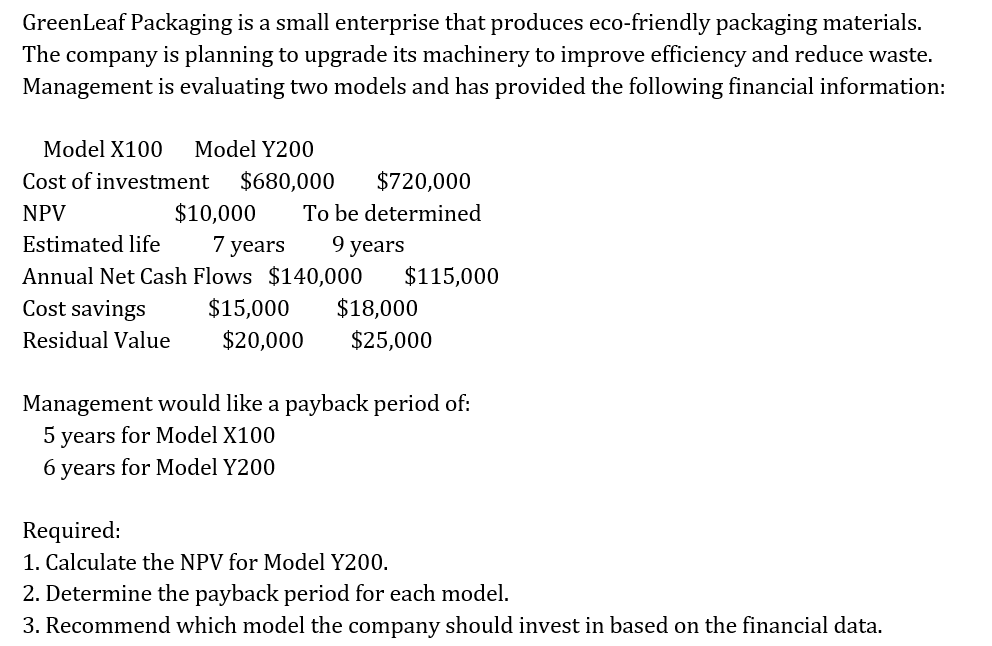 GreenLeaf Packaging is a small enterprise that produces eco-friendly packaging materials.
The company is planning to upgrade its machinery to improve efficiency and reduce waste.
Management is evaluating two models and has provided the following financial information:
Model X100 Model Y200
Cost of investment $680,000 $720,000
NPV $10,000 To be determined
Estimated life 7 years 9 years
Annual Net Cash Flows $140,000 $115,000
Cost savings $15,000 $18,000
Residual Value $20,000 $25,000
Management would like a payback period of:
5 years for Model X100
6 years for Model Y200
Required:
1. Calculate the NPV for Model Y200.
2. Determine the payback period for each model.
3. Recommend which model the company should invest in based on the financial data.